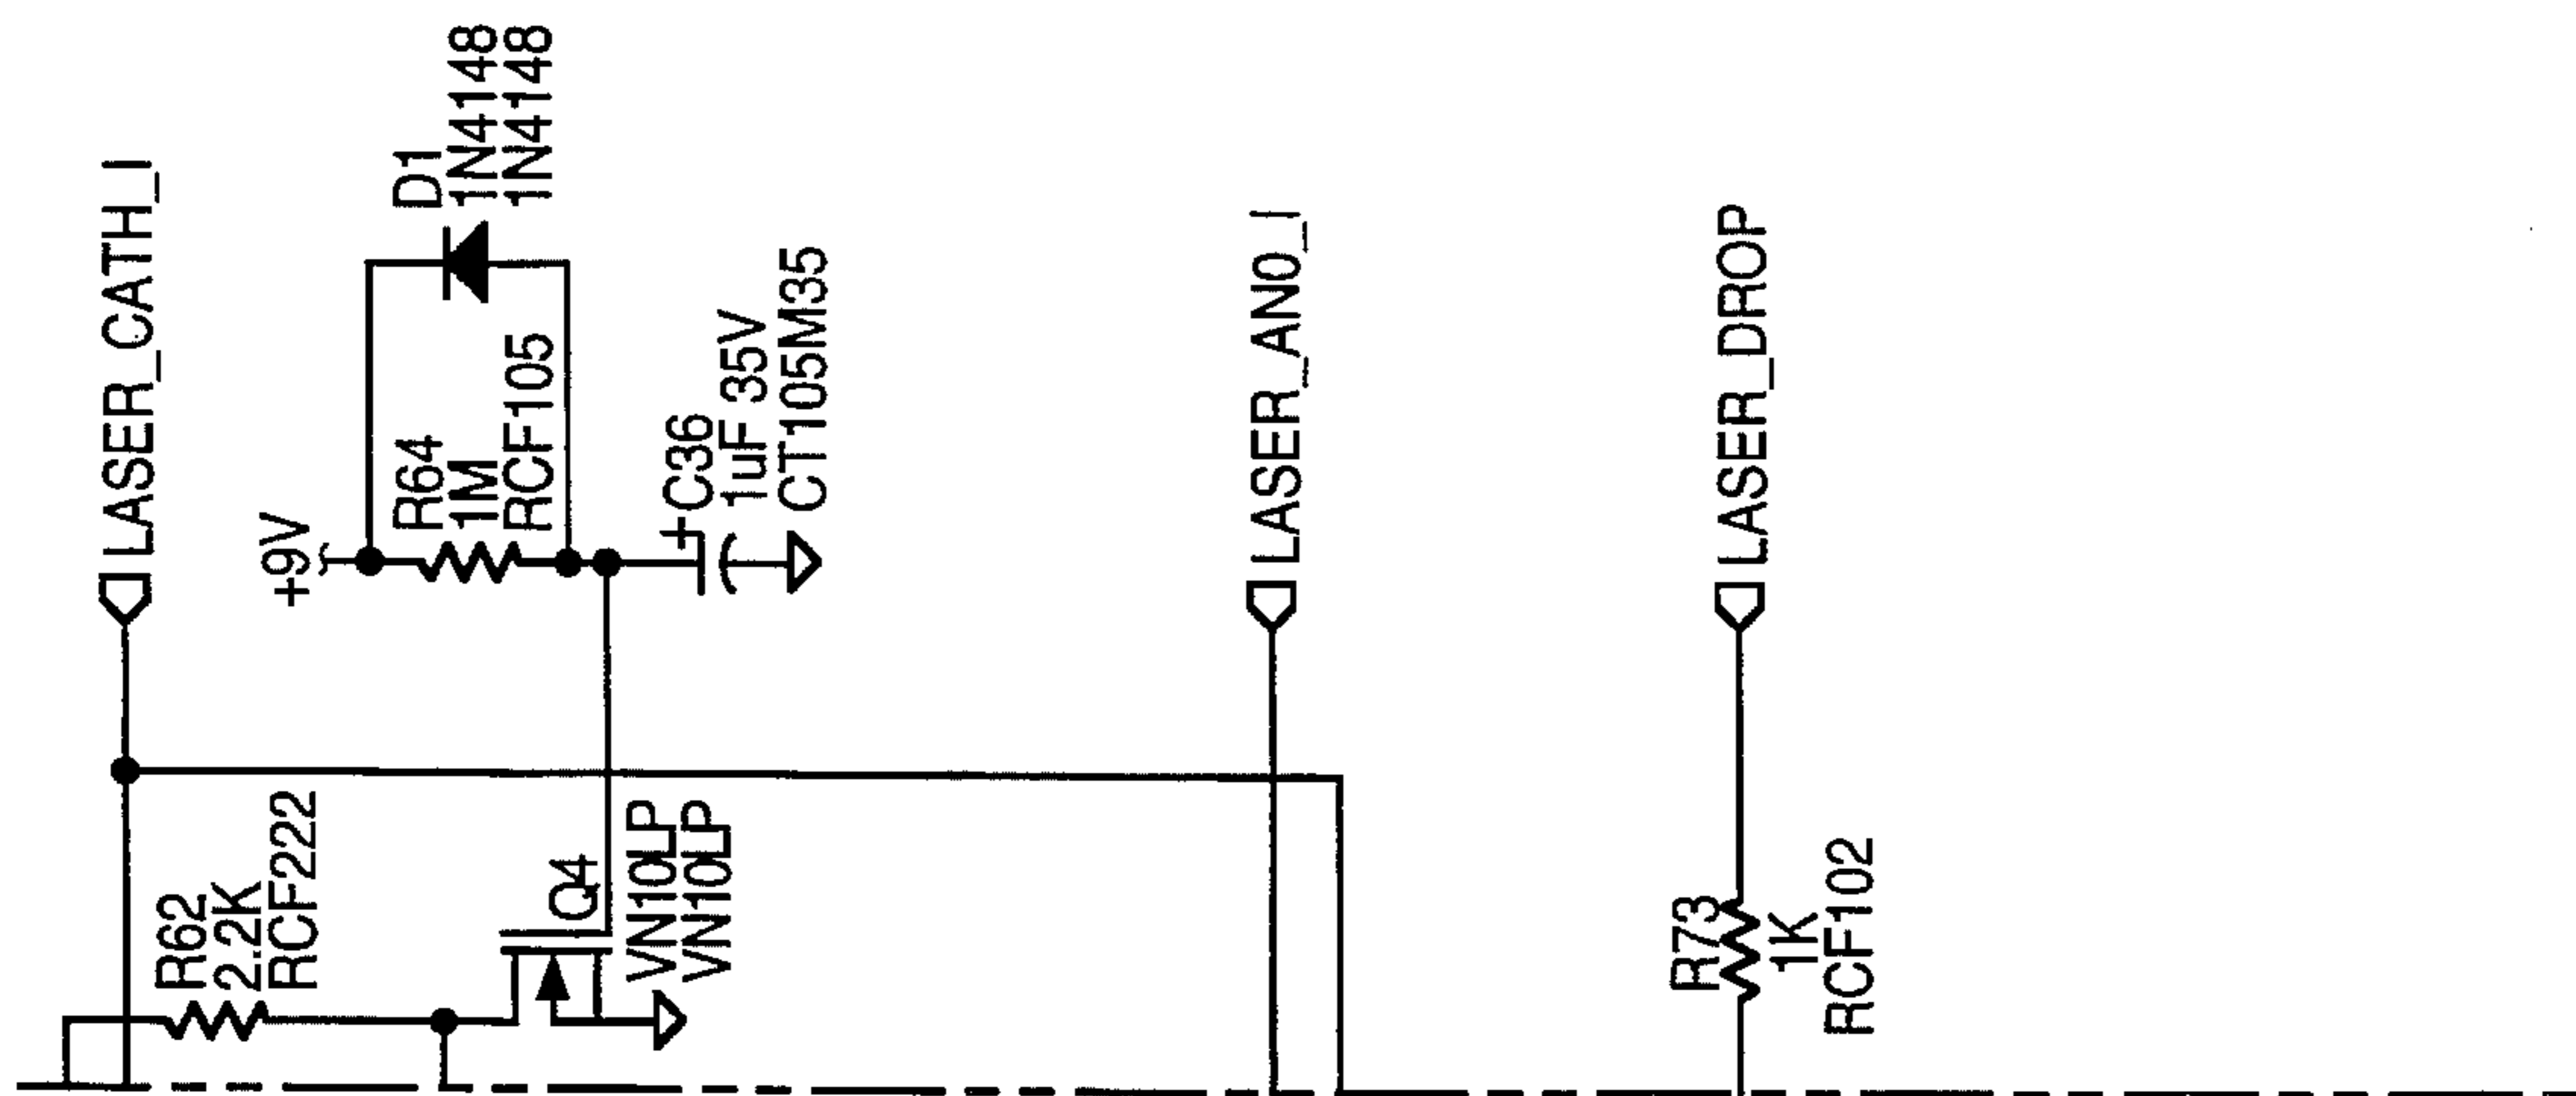 LASER_CATH_I
+9V
D1
1N4148
1N4148
R64
1M
RCF105
+
C36
1uF 35V
CT105M35
LASER_AN0_I
LASER_DROP
R62
2.2K
RCF222
Q4
VN10LP
VN10LP
R73
1K
RCF102